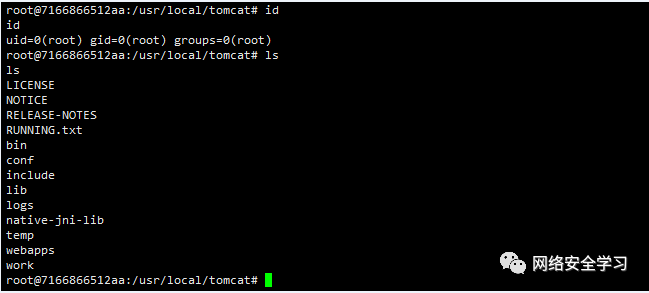 root@7166866512aa:/usr/local/tomcat# id
id
uid=0(root) gid=0(root) groups=0(root)
root@7166866512aa:/usr/local/tomcat# ls
ls
LICENSE
NOTICE
RELEASE-NOTES
RUNNING.txt
bin
conf
include
lib
logs
native-jni-lib
temp
webapps
work
root@7166866512aa:/usr/local/tomcat#
网络安全学习